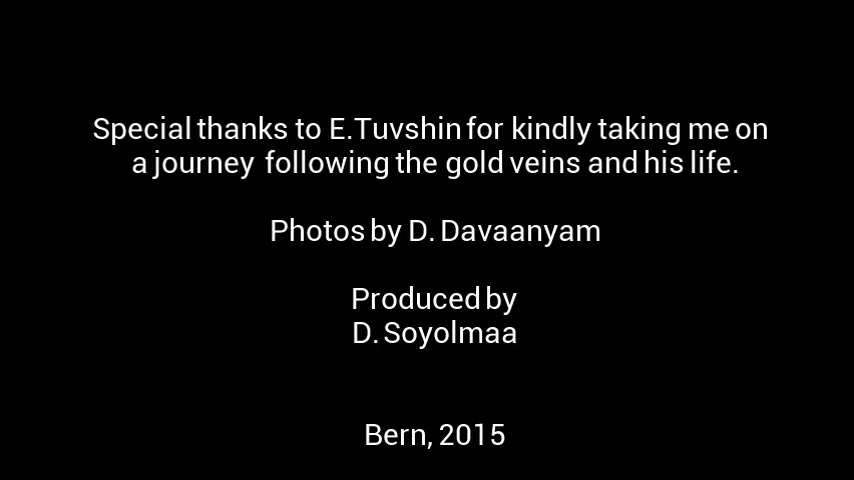 Special thanks to E.Tuvshin for kindly taking me on
a journey following the gold veins and his life.
Photos by D. Davaanyam
Produced by
D. Soyolmaa
Bern, 2015